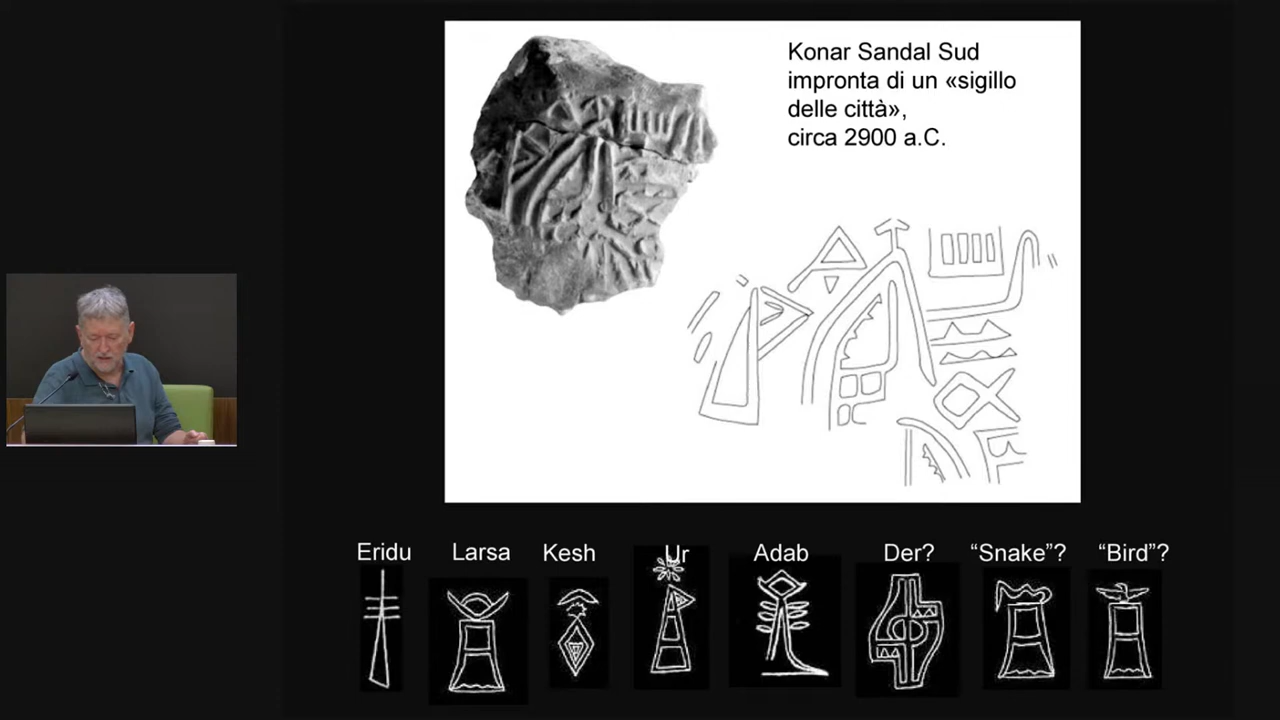 Konar Sandal Sud
impronta di un «sigillo
delle città»,
circa 2900 a.C.
Eridu Larsa Kesh Ur Adab Der? “Snake”? “Bird”?